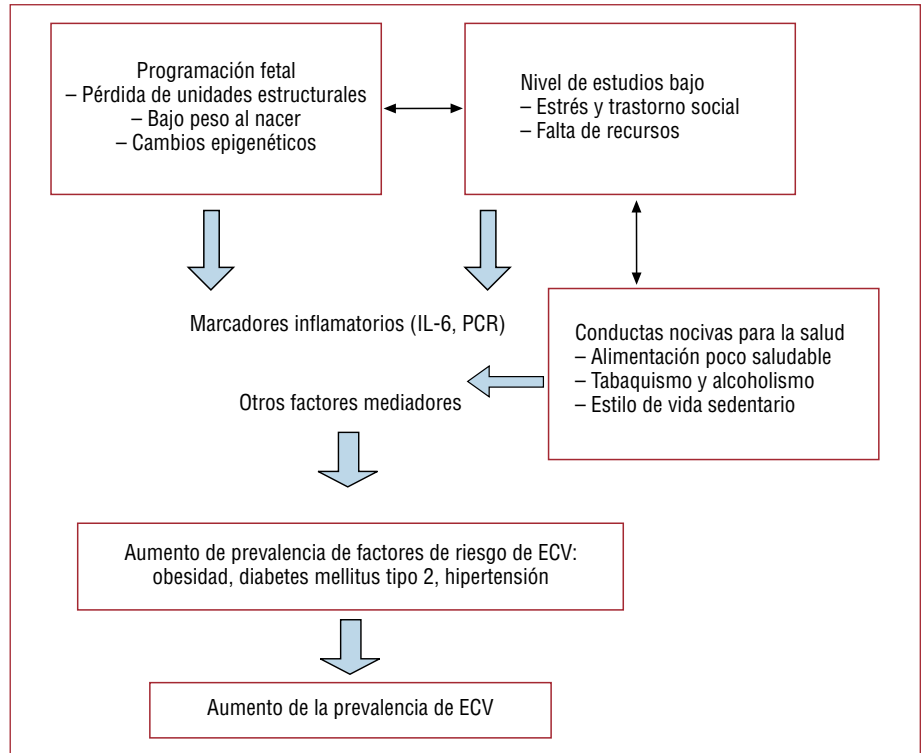 Programación fetal
– Pérdida de unidades estructurales
– Bajo peso al nacer
– Cambios epigenéticos
Nivel de estudios bajo
– Estrés y trastorno social
– Falta de recursos
Marcadores inflamatorios (IL-6, PCR)
Conductas nocivas para la salud
– Alimentación poco saludable
– Tabaquismo y alcoholismo
– Estilo de vida sedentario
Otros factores mediadores
Aumento de prevalencia de factores de riesgo de ECV:
obesidad, diabetes mellitus tipo 2, hipertensión
Aumento de la prevalencia de ECV